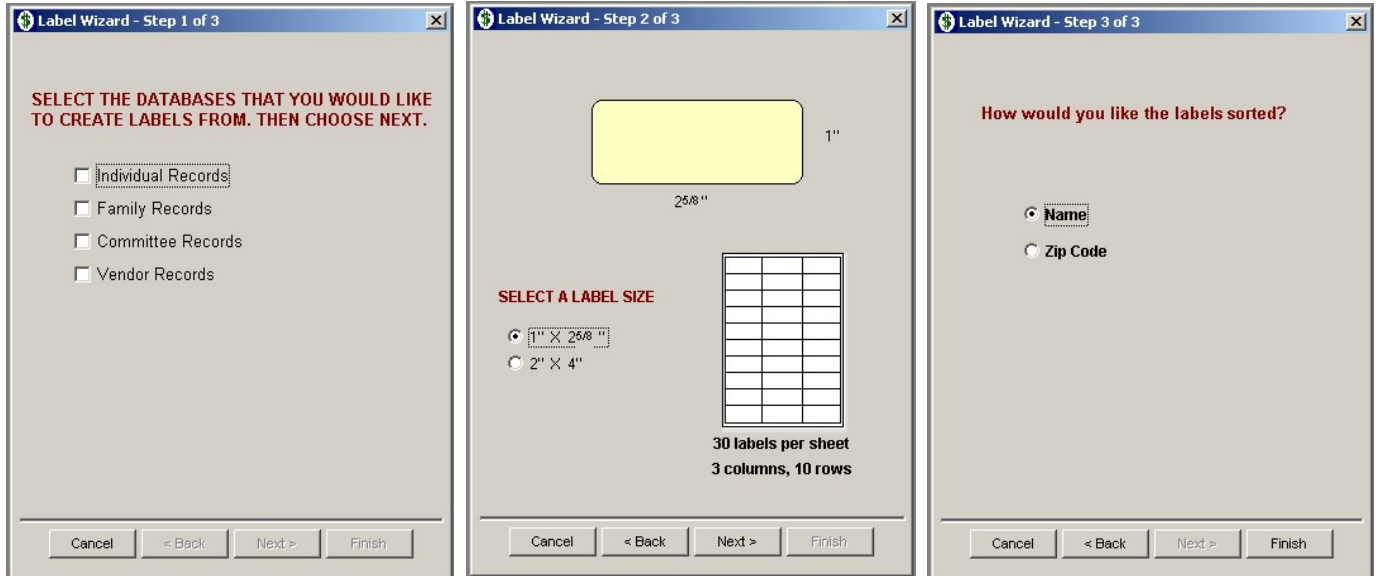 Label Wizard - Step 1 of 3
SELECT THE DATABASES THAT YOU WOULD LIKE
TO CREATE LABELS FROM. THEN CHOOSE NEXT.
Individual Records
Family Records
Committee Records
Vendor Records
Cancel < Back Next > Finish
Label Wizard - Step 2 of 3
1"
2 5/8 "
SELECT A LABEL SIZE
1" X 2 5/8 "
2" X 4"
30 labels per sheet
3 columns, 10 rows
Cancel < Back Next > Finish
Label Wizard - Step 3 of 3
How would you like the labels sorted?
Name
Zip Code
Cancel < Back Next > Finish